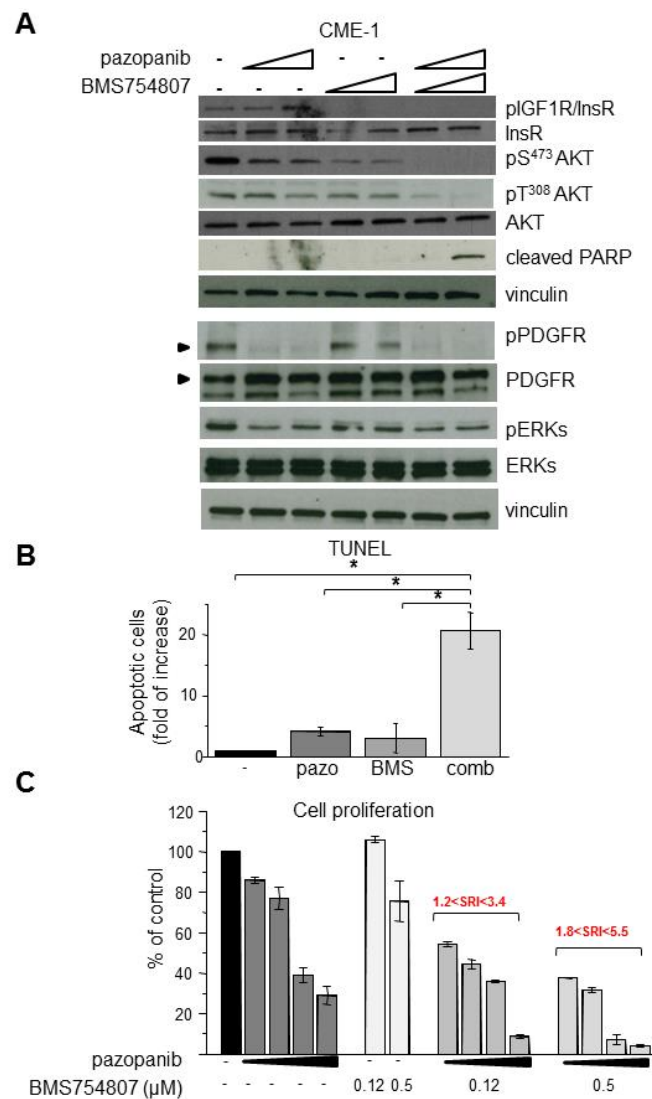 A
CME-1
pazopanib - - -
BMS754807 - - -
pIGF1R/InsR
InsR
pS473 AKT
pT308 AKT
AKT
cleaved PARP
vinculin
pPDGFR
PDGFR
pERKs
ERKs
vinculin
B
TUNEL
*
*
*
Apoptotic cells
(fold of increase)
20
10
0
- pazo BMS comb
C
Cell proliferation
% of control
120
100
80
60
40
20
1.2<SRI<3.4
1.8<SRI<5.5
pazopanib - - -
BMS754807 (µM) - - - - - 0.12 0.5 0.12 0.5